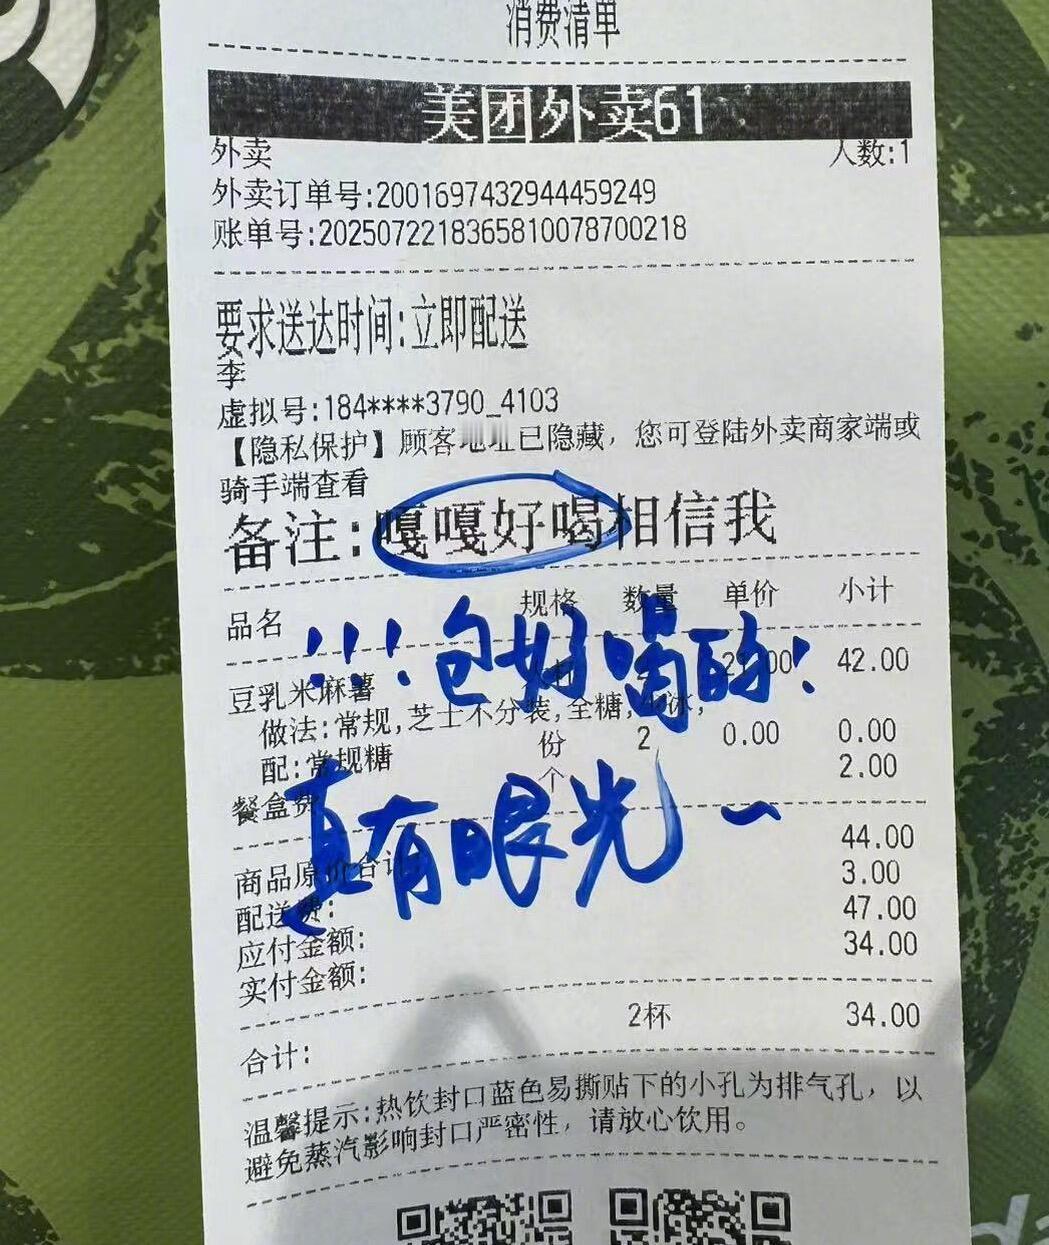 消费清单
美团外卖61
外卖 人数:1
外卖订单号:2001697432944459249
账单号:20250722183658100787​00218
要求送达时间:立即配送
李
虚拟号:184****3790_4103
【隐私保护】顾客地址已隐藏，您可登陆外卖商家端或
骑手端查看
备注:嘎嘎好喝相信我
品名 规格 数量 单价 小计
!!!包好喝的!
豆乳米麻薯 大杯 42.00
做法:常规,芝士不分装,全糖,少冰,
配:常规糖 份 2 0.00 0.00
餐盒费 个 2.00
真有眼光~
商品原价合计: 44.00
配送费: 3.00
应付金额: 47.00
实付金额: 34.00
合计: 2杯 34.00
温馨提示:热饮封口蓝色易撕贴下的小孔为排气孔，以
避免蒸汽影响封口严密性，请放心饮用。